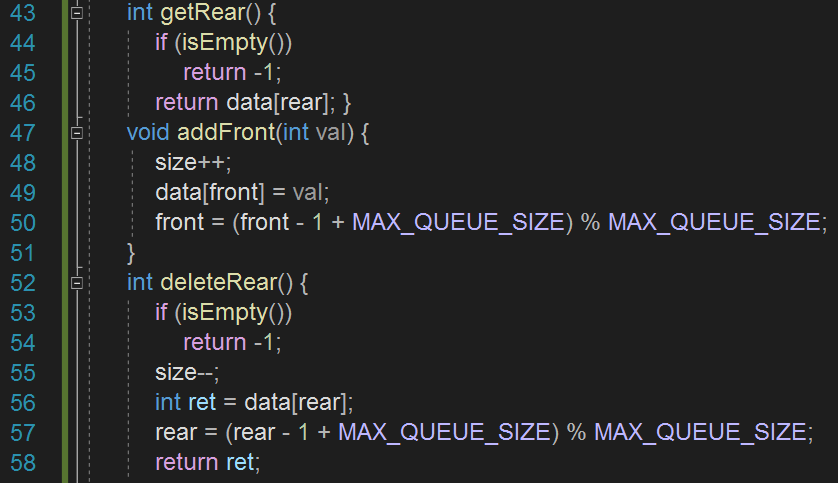 43 int getRear() {
44 if (isEmpty())
45 return -1;
46 return data[rear]; }
47 void addFront(int val) {
48 size++;
49 data[front] = val;
50 front = (front - 1 + MAX_QUEUE_SIZE) % MAX_QUEUE_SIZE;
51 }
52 int deleteRear() {
53 if (isEmpty())
54 return -1;
55 size--;
56 int ret = data[rear];
57 rear = (rear - 1 + MAX_QUEUE_SIZE) % MAX_QUEUE_SIZE;
58 return ret;